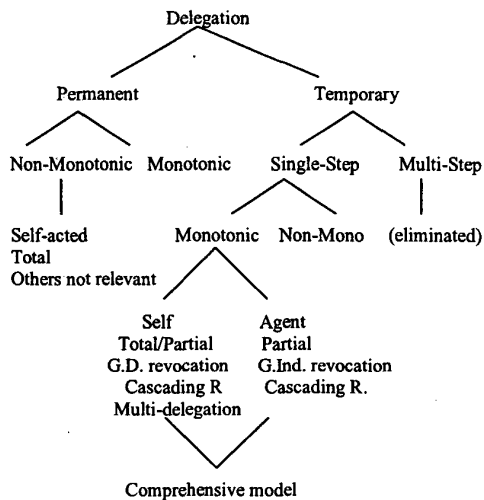 Delegation
Permanent Temporary
Non-Monotonic Monotonic Single-Step Multi-Step
Self-acted Monotonic Non-Mono (eliminated)
Total
Others not relevant
Self Agent
Total/Partial Partial
G.D. revocation G.Ind. revocation
Cascading R Cascading R.
Multi-delegation
Comprehensive model